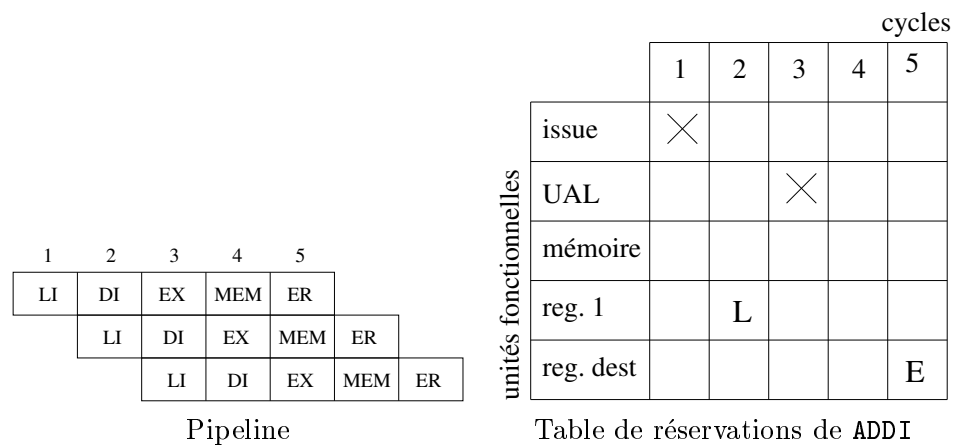 1 2 3 4 5
LI DI EX MEM ER
LI DI EX MEM ER
LI DI EX MEM ER
Pipeline
cycles
1 2 3 4 5
unités fonctionnelles
issue
UAL
mémoire
reg. 1 L
reg. dest E
Table de réservations de ADDI